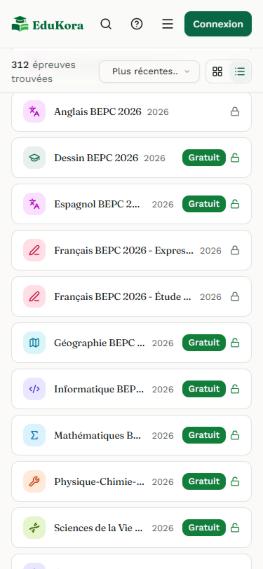 EduKora
Connexion
312 épreuves
trouvées
Plus récentes..
Anglais BEPC 2026 2026
Dessin BEPC 2026 2026 Gratuit
Espagnol BEPC 2... 2026 Gratuit
Français BEPC 2026 - Expres... 2026
Français BEPC 2026 - Étude ... 2026
Géographie BEPC ... 2026 Gratuit
Informatique BEP... 2026 Gratuit
Mathématiques B... 2026 Gratuit
Physique-Chimie-... 2026 Gratuit
Sciences de la Vie ... 2026 Gratuit